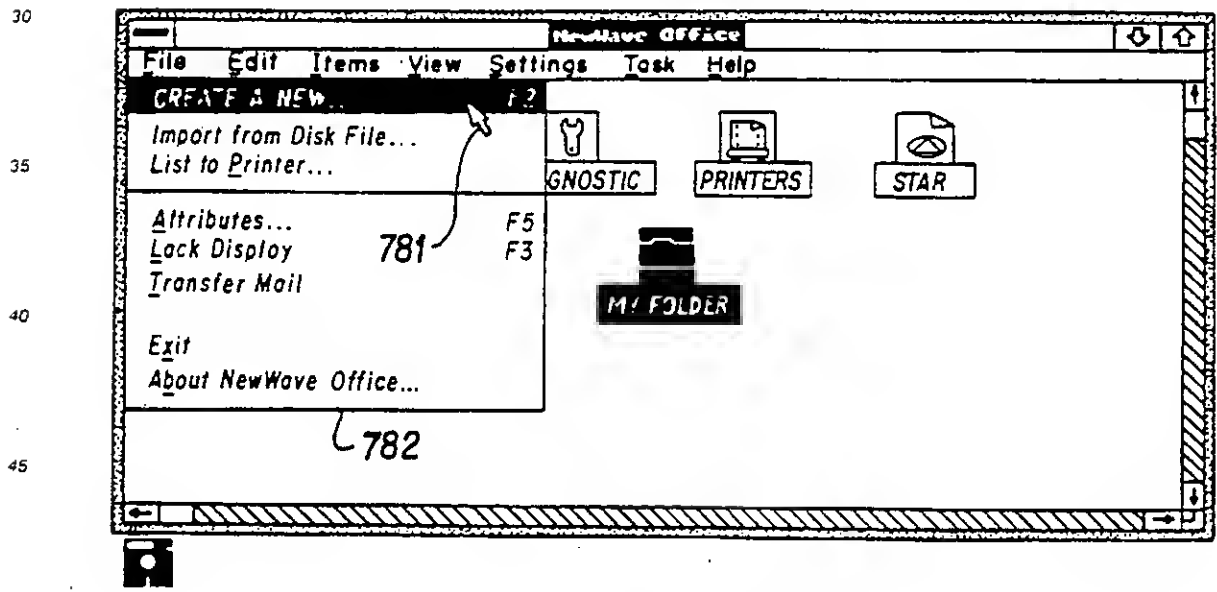 30
NewWave Office
File Edit Items View Settings Task Help
CREATE A NEW... F2
Import from Disk File...
35
List to Printer...
GNOSTIC PRINTERS STAR
Attributes... F5
Lock Display 781 F3
Transfer Mail
40
MY FOLDER
Exit
About NewWave Office...
782
45